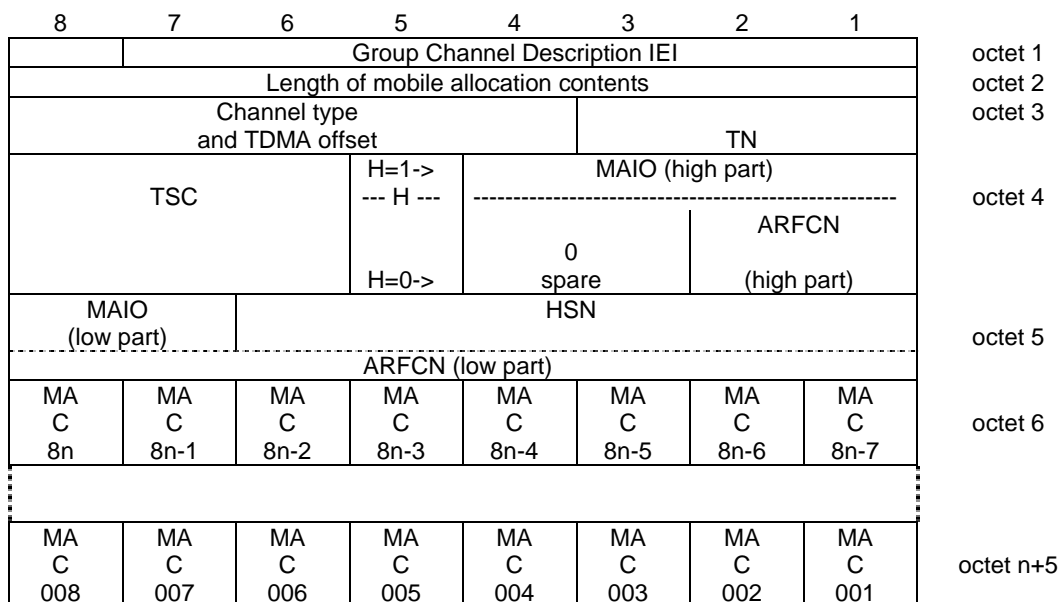 8 7 6 5 4 3 2 1
Group Channel Description IEI octet 1
Length of mobile allocation contents octet 2
Channel type octet 3
and TDMA offset TN
H=1-> MAIO (high part)
TSC --- H --- ---------------------------------------------------- octet 4
ARFCN
0
H=0-> spare (high part)
MAIO HSN
(low part) octet 5
ARFCN (low part)
MA MA MA MA MA MA MA MA
C C C C C C C C octet 6
8n 8n-1 8n-2 8n-3 8n-4 8n-5 8n-6 8n-7
MA MA MA MA MA MA MA MA
C C C C C C C C octet n+5
008 007 006 005 004 003 002 001